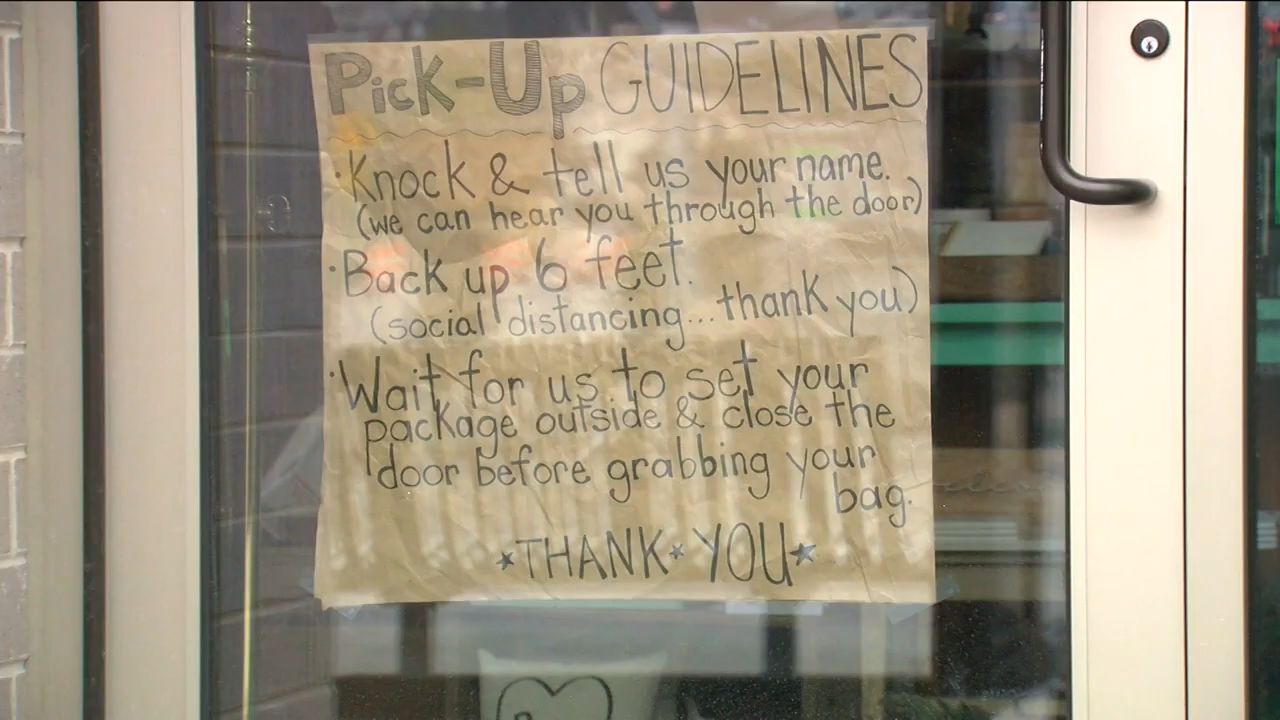 Pick-Up GUIDELINES
·Knock & tell us your name.
(we can hear you through the door)
·Back up 6 feet.
(social distancing...thank you)
·Wait for us to set your
package outside & close the
door before grabbing your
bag.
★THANK★YOU★